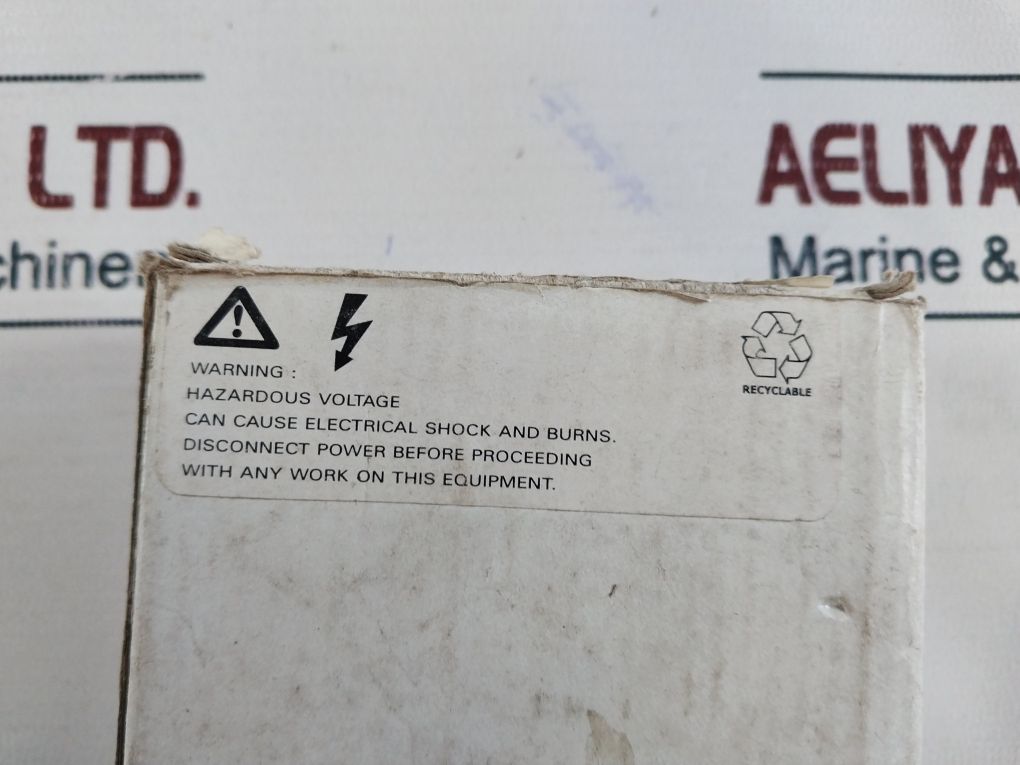 LTD.
AELIYA
Marine &
WARNING :
HAZARDOUS VOLTAGE
CAN CAUSE ELECTRICAL SHOCK AND BURNS.
DISCONNECT POWER BEFORE PROCEEDING
WITH ANY WORK ON THIS EQUIPMENT.
RECYCLABLE